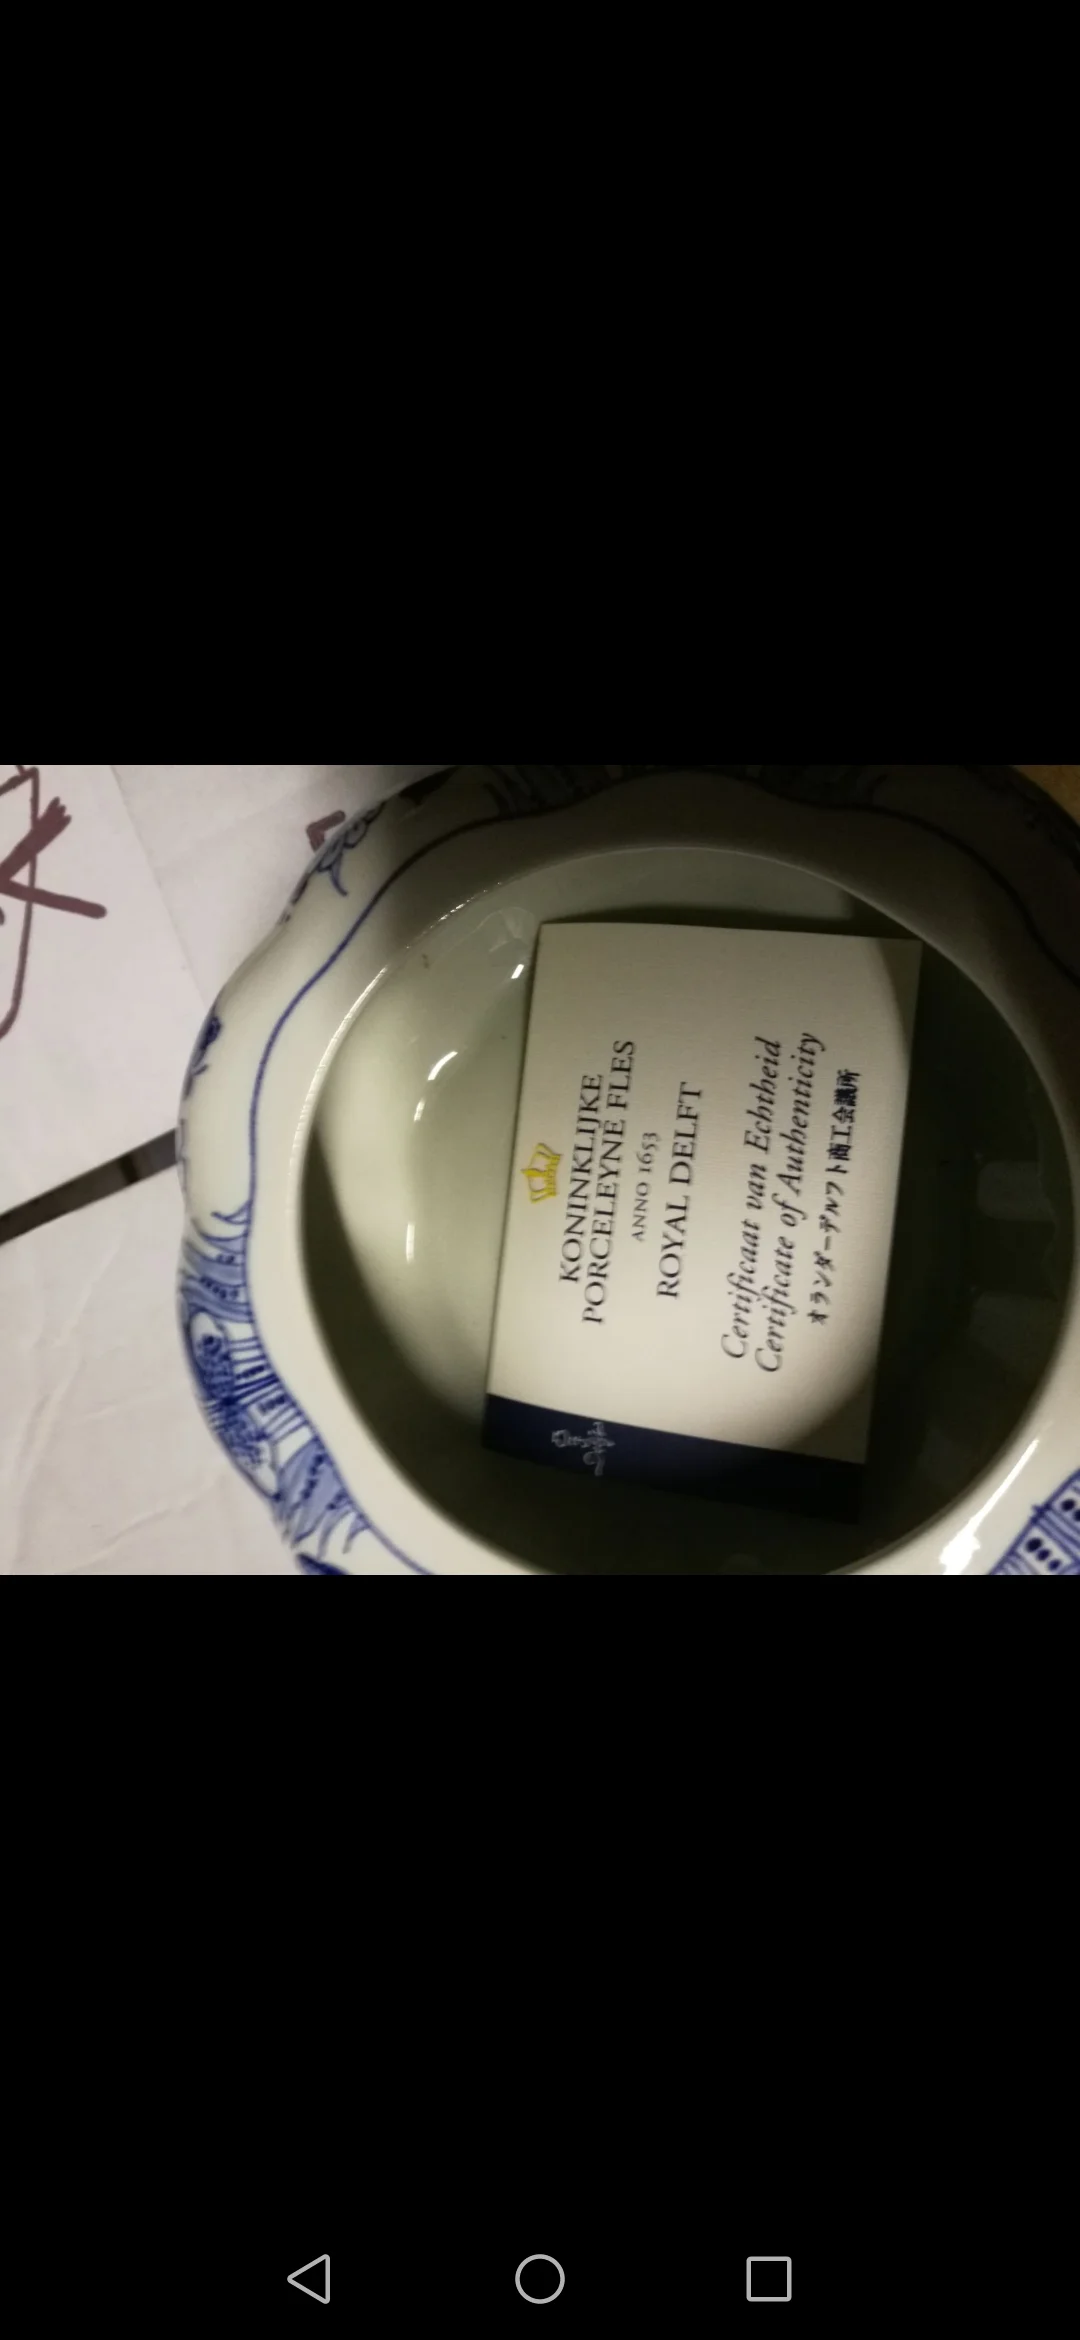 KONINKLIJKE
PORCELEYNE FLES
ANNO 1653
ROYAL DELFT
Certificaat van Echtheid
Certificate of Authenticity
オランダーデルフト商工会議所